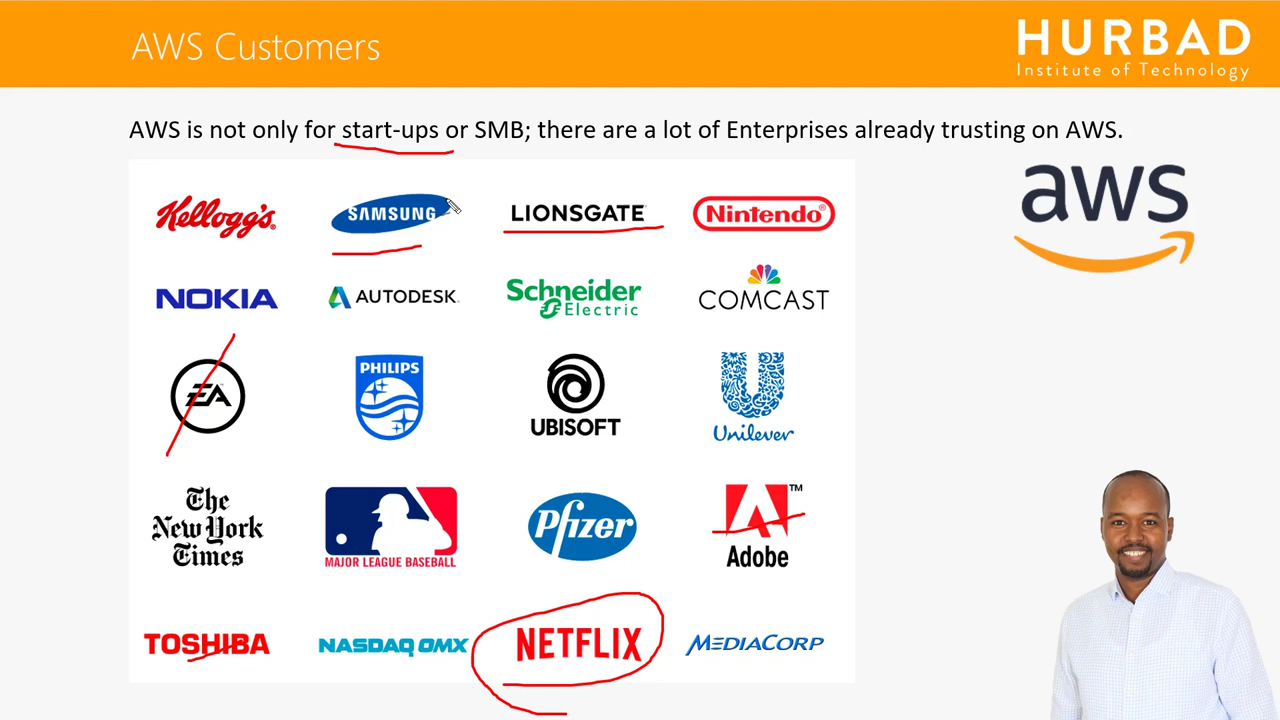 AWS Customers
HURBAD
Institute of Technology
AWS is not only for start-ups or SMB; there are a lot of Enterprises already trusting on AWS.
aws
Kellogg's
SAMSUNG
LIONSGATE
Nintendo
NOKIA
AUTODESK
Schneider
Electric
COMCAST
EA
PHILIPS
UBISOFT
Unilever
The
New York
Times
MAJOR LEAGUE BASEBALL
Pfizer
Adobe
TOSHIBA
NASDAQ OMX
NETFLIX
MEDIACORP